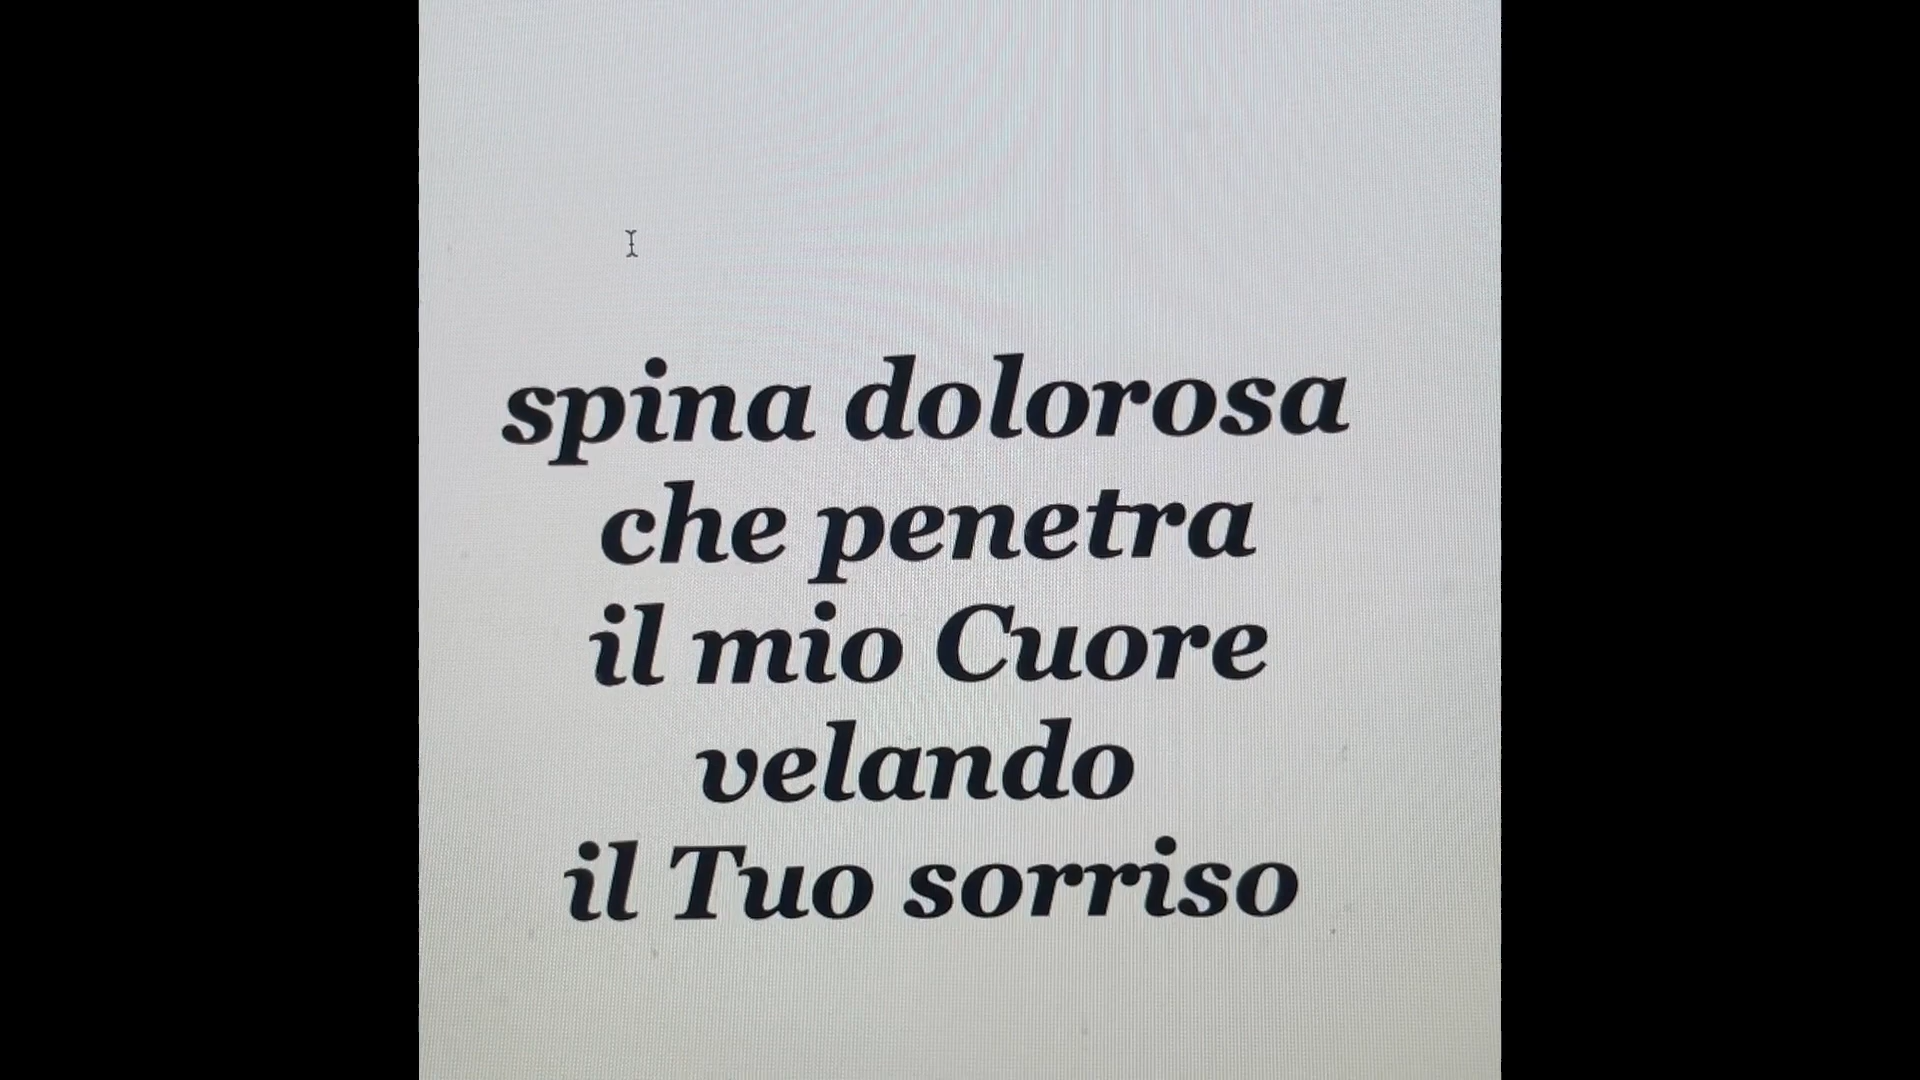 spina dolorosa
che penetra
il mio Cuore
velando
il Tuo sorriso